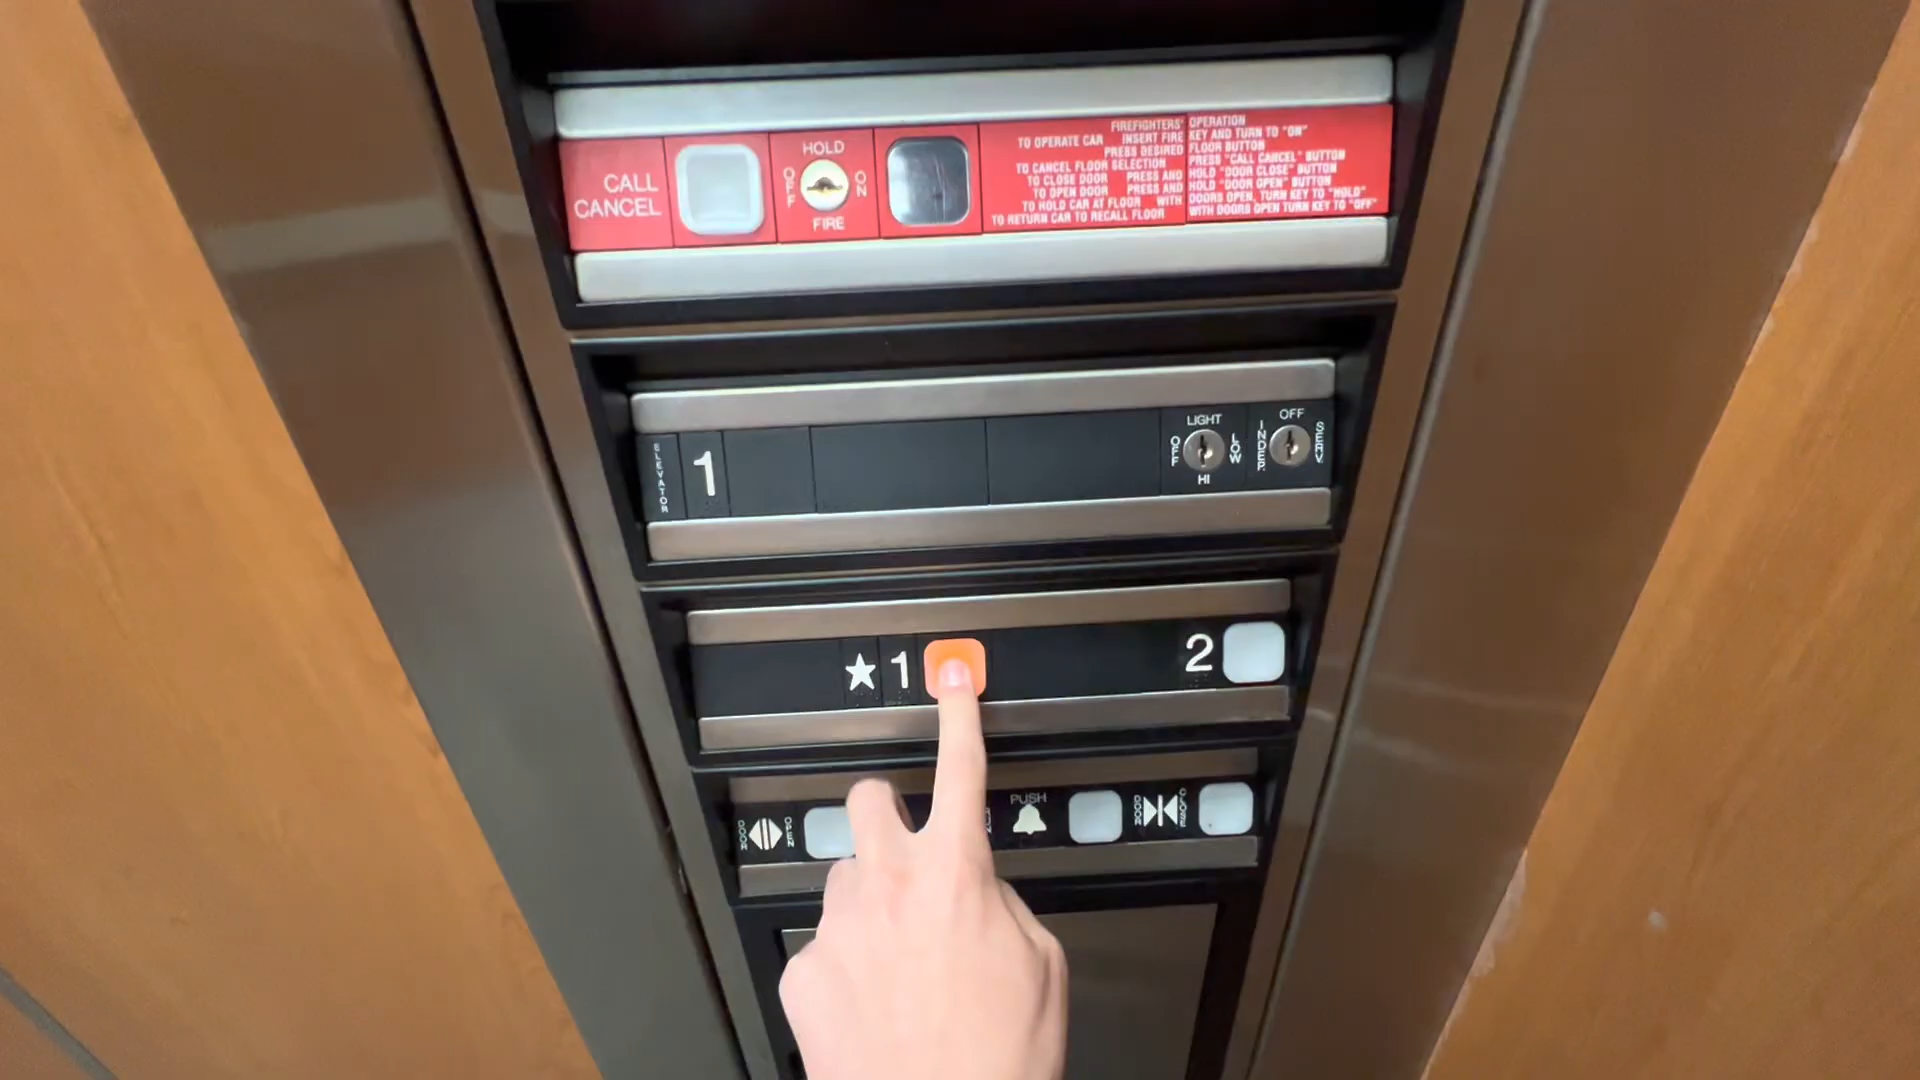 CALL
CANCEL
HOLD
OFF
ON
FIRE
FIREFIGHTERS' OPERATION
TO OPERATE CAR INSERT FIRE KEY AND TURN TO "ON"
PRESS DESIRED FLOOR BUTTON
TO CANCEL FLOOR SELECTION PRESS "CALL CANCEL" BUTTON
TO CLOSE DOOR PRESS AND HOLD "DOOR CLOSE" BUTTON
TO OPEN DOOR PRESS AND HOLD "DOOR OPEN" BUTTON
TO HOLD CAR AT FLOOR WITH DOORS OPEN, TURN KEY TO "HOLD"
TO RETURN CAR TO RECALL FLOOR WITH DOORS OPEN TURN KEY TO "OFF"
ELEVATOR
1
LIGHT
OFF
LOW
HI
OFF
INDEP.
SERV.
★1
2
DOOR
OPEN
PUSH
DOOR
CLOSE